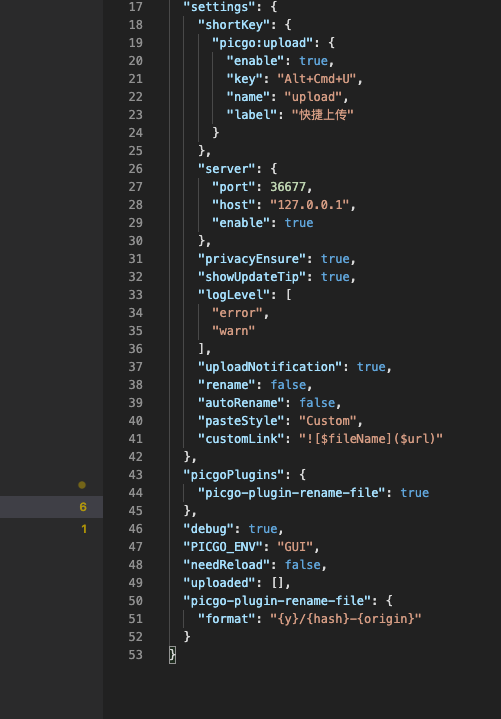 17 "settings": {
18 "shortKey": {
19 "picgo:upload": {
20 "enable": true,
21 "key": "Alt+Cmd+U",
22 "name": "upload",
23 "label": "快捷上传"
24 }
25 },
26 "server": {
27 "port": 36677,
28 "host": "127.0.0.1",
29 "enable": true
30 },
31 "privacyEnsure": true,
32 "showUpdateTip": true,
33 "logLevel": [
34 "error",
35 "warn"
36 ],
37 "uploadNotification": true,
38 "rename": false,
39 "autoRename": false,
40 "pasteStyle": "Custom",
41 "customLink": "![$fileName]($url)"
42 },
43 "picgoPlugins": {
44 "picgo-plugin-rename-file": true
6 45 },
1 46 "debug": true,
47 "PICGO_ENV": "GUI",
48 "needReload": false,
49 "uploaded": [],
50 "picgo-plugin-rename-file": {
51 "format": "{y}/{hash}-{origin}"
52 }
53 }